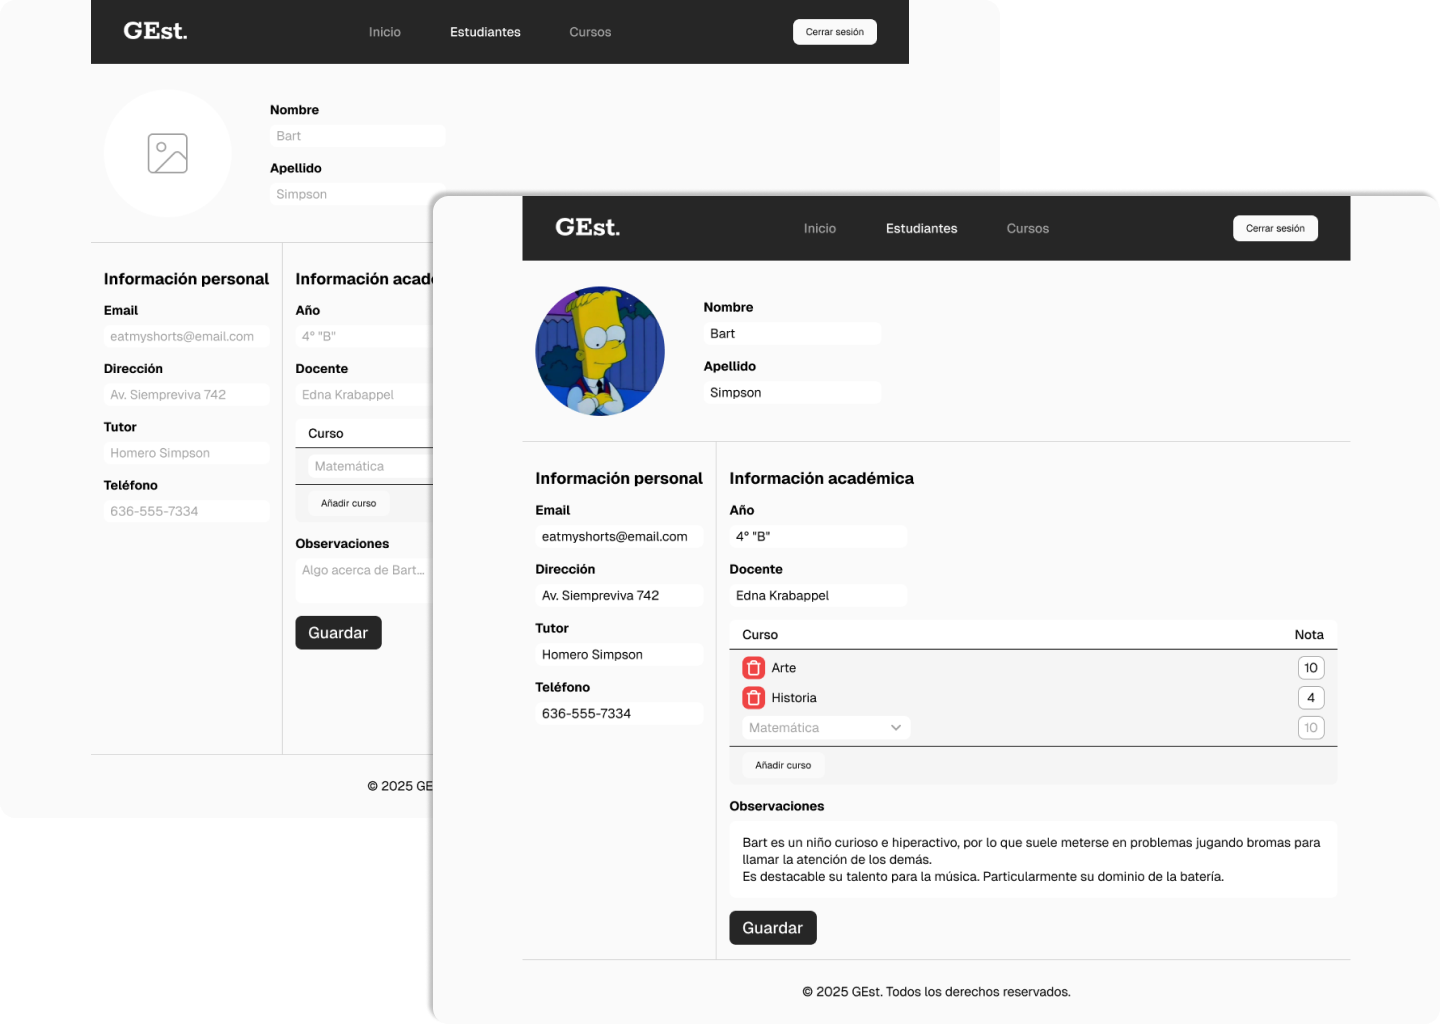 GEst.
Inicio
Estudiantes
Cursos
Cerrar sesión
Nombre
Bart
Apellido
Simpson
Información personal
Email
eatmyshorts@email.com
Dirección
Av. Siempreviva 742
Tutor
Homero Simpson
Teléfono
636-555-7334
Información acad
Año
4° "B"
Docente
Edna Krabappel
Curso
Matemática
Añadir curso
Observaciones
Algo acerca de Bart...
Guardar
© 2025 GE
GEst.
Inicio
Estudiantes
Cursos
Cerrar sesión
Nombre
Bart
Apellido
Simpson
Información personal
Email
eatmyshorts@email.com
Dirección
Av. Siempreviva 742
Tutor
Homero Simpson
Teléfono
636-555-7334
Información académica
Año
4° "B"
Docente
Edna Krabappel
Curso Nota
Arte 10
Historia 4
Matemática 10
Añadir curso
Observaciones
Bart es un niño curioso e hiperactivo, por lo que suele meterse en problemas jugando bromas para
llamar la atención de los demás.
Es destacable su talento para la música. Particularmente su dominio de la batería.
Guardar
© 2025 GEst. Todos los derechos reservados.